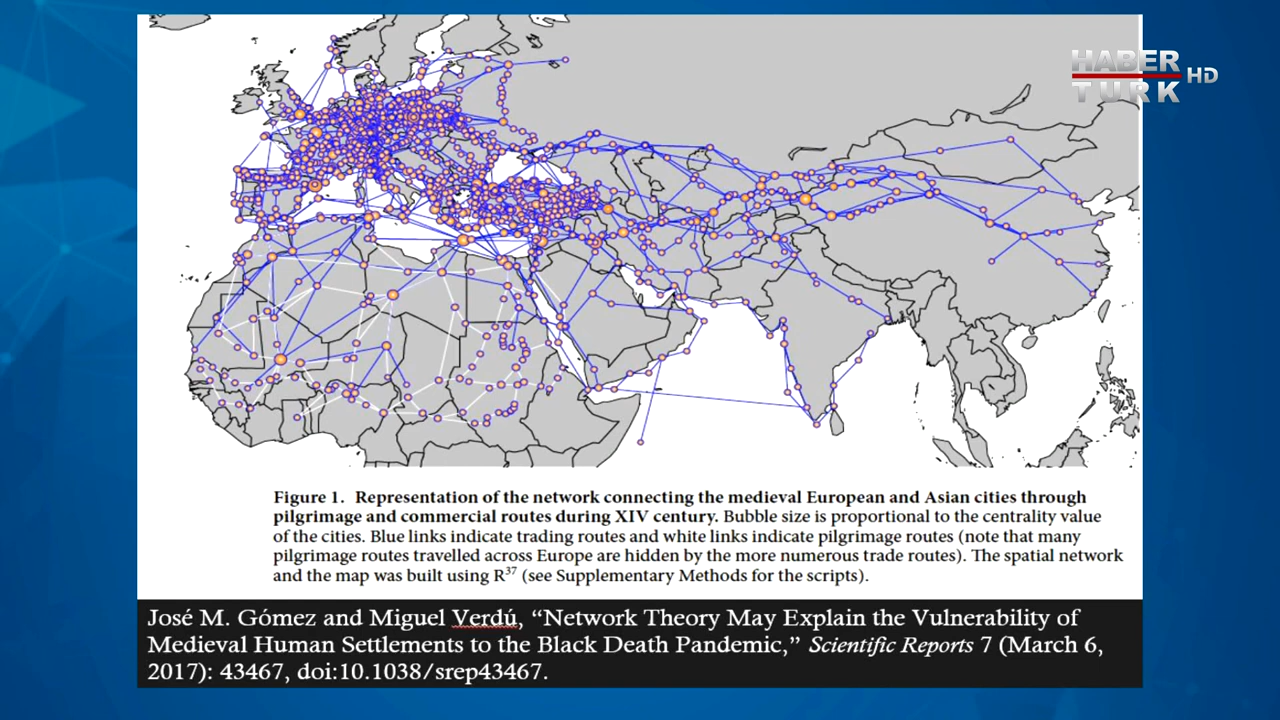 HABER
TURK HD
Figure 1. Representation of the network connecting the medieval European and Asian cities through
pilgrimage and commercial routes during XIV century. Bubble size is proportional to the centrality value
of the cities. Blue links indicate trading routes and white links indicate pilgrimage routes (note that many
pilgrimage routes travelled across Europe are hidden by the more numerous trade routes). The spatial network
and the map was built using R³⁷ (see Supplementary Methods for the scripts).
José M. Gómez and Miguel Verdú, “Network Theory May Explain the Vulnerability of
Medieval Human Settlements to the Black Death Pandemic,” Scientific Reports 7 (March 6,
2017): 43467, doi:10.1038/srep43467.